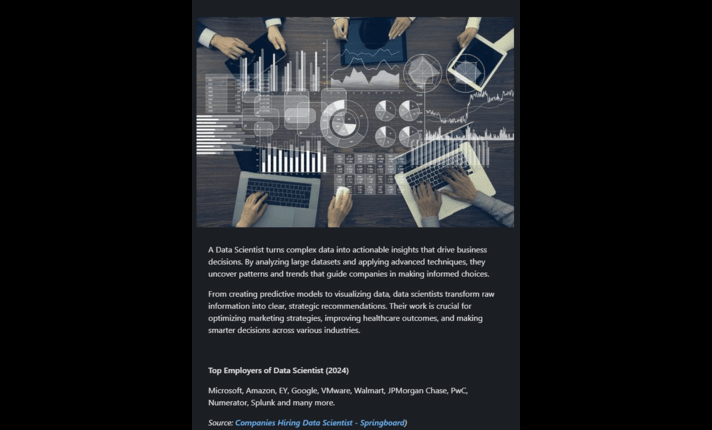 A Data Scientist turns complex data into actionable insights that drive business
decisions. By analyzing large datasets and applying advanced techniques, they
uncover patterns and trends that guide companies in making informed choices.
From creating predictive models to visualizing data, data scientists transform raw
information into clear, strategic recommendations. Their work is crucial for
optimizing marketing strategies, improving healthcare outcomes, and making
smarter decisions across various industries.
Top Employers of Data Scientist (2024)
Microsoft, Amazon, EY, Google, VMware, Walmart, JPMorgan Chase, PwC,
Numerator, Splunk and many more.
Source: Companies Hiring Data Scientist - Springboard)